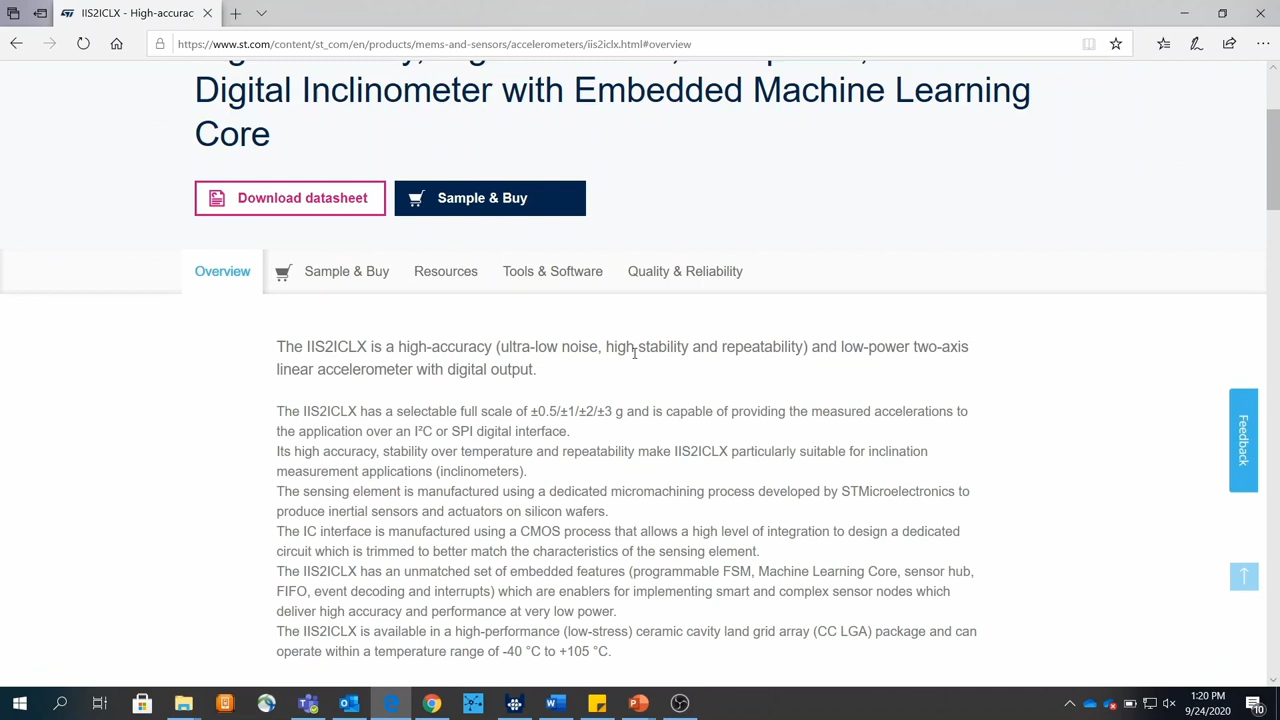 IIS2ICLX - High-accurac
https://www.st.com/content/st_com/en/products/mems-and-sensors/accelerometers/iis2iclx.html#overview
Digital Inclinometer with Embedded Machine Learning
Core
Download datasheet
Sample & Buy
Overview
Sample & Buy
Resources
Tools & Software
Quality & Reliability
The IIS2ICLX is a high-accuracy (ultra-low noise, high-stability and repeatability) and low-power two-axis
linear accelerometer with digital output.
The IIS2ICLX has a selectable full scale of ±0.5/±1/±2/±3 g and is capable of providing the measured accelerations to
the application over an I²C or SPI digital interface.
Its high accuracy, stability over temperature and repeatability make IIS2ICLX particularly suitable for inclination
measurement applications (inclinometers).
The sensing element is manufactured using a dedicated micromachining process developed by STMicroelectronics to
produce inertial sensors and actuators on silicon wafers.
The IC interface is manufactured using a CMOS process that allows a high level of integration to design a dedicated
circuit which is trimmed to better match the characteristics of the sensing element.
The IIS2ICLX has an unmatched set of embedded features (programmable FSM, Machine Learning Core, sensor hub,
FIFO, event decoding and interrupts) which are enablers for implementing smart and complex sensor nodes which
deliver high accuracy and performance at very low power.
The IIS2ICLX is available in a high-performance (low-stress) ceramic cavity land grid array (CC LGA) package and can
operate within a temperature range of -40 °C to +105 °C.
Feedback
1:20 PM
9/24/2020